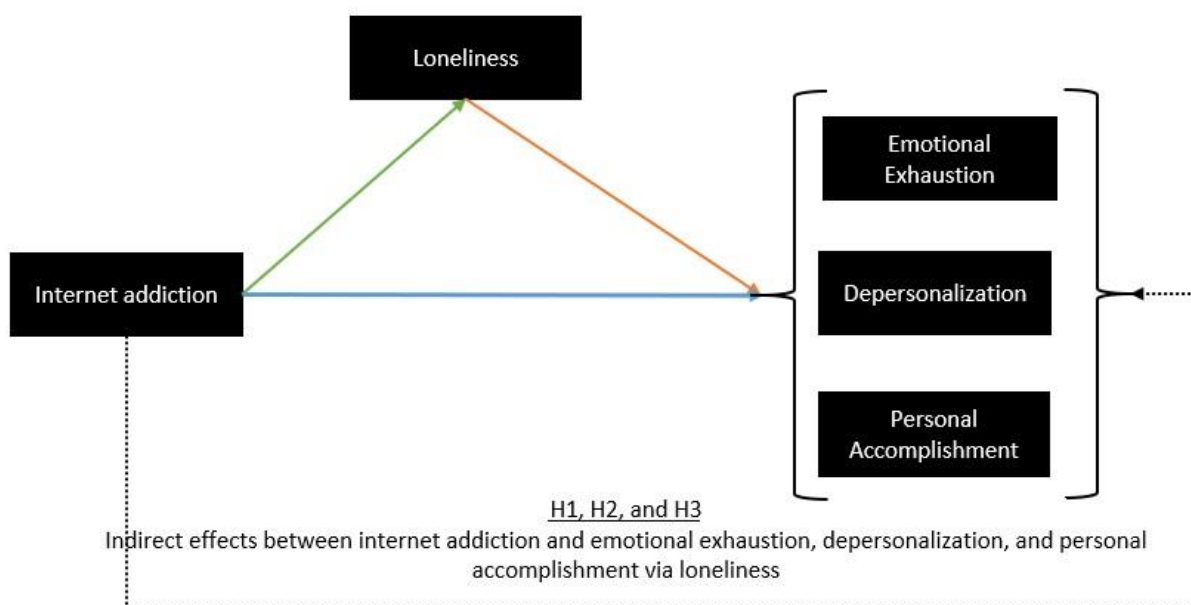 Loneliness
Emotional
Exhaustion
Internet addiction
Depersonalization
Personal
Accomplishment
H1, H2, and H3
Indirect effects between internet addiction and emotional exhaustion, depersonalization, and personal
accomplishment via loneliness